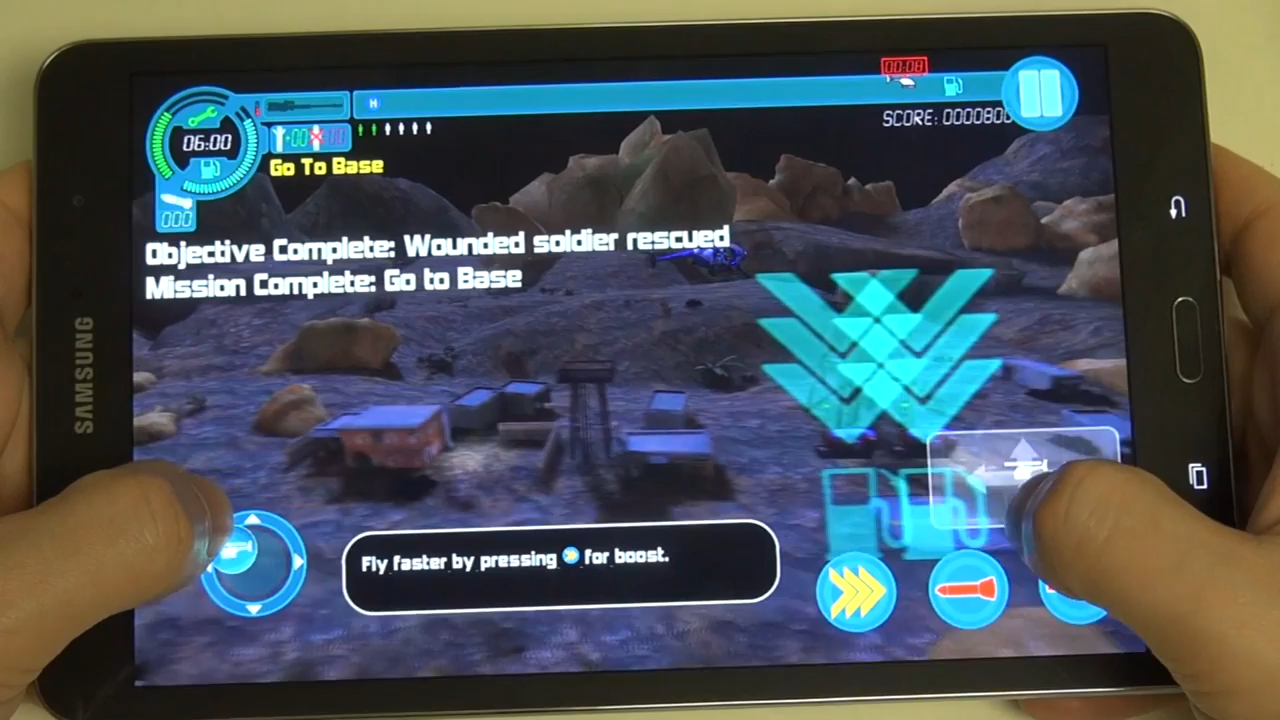 00:08
H
06:00
SCORE: 0000800
Go To Base
000
Objective Complete: Wounded soldier rescued
Mission Complete: Go to Base
SAMSUNG
Fly faster by pressing for boost.